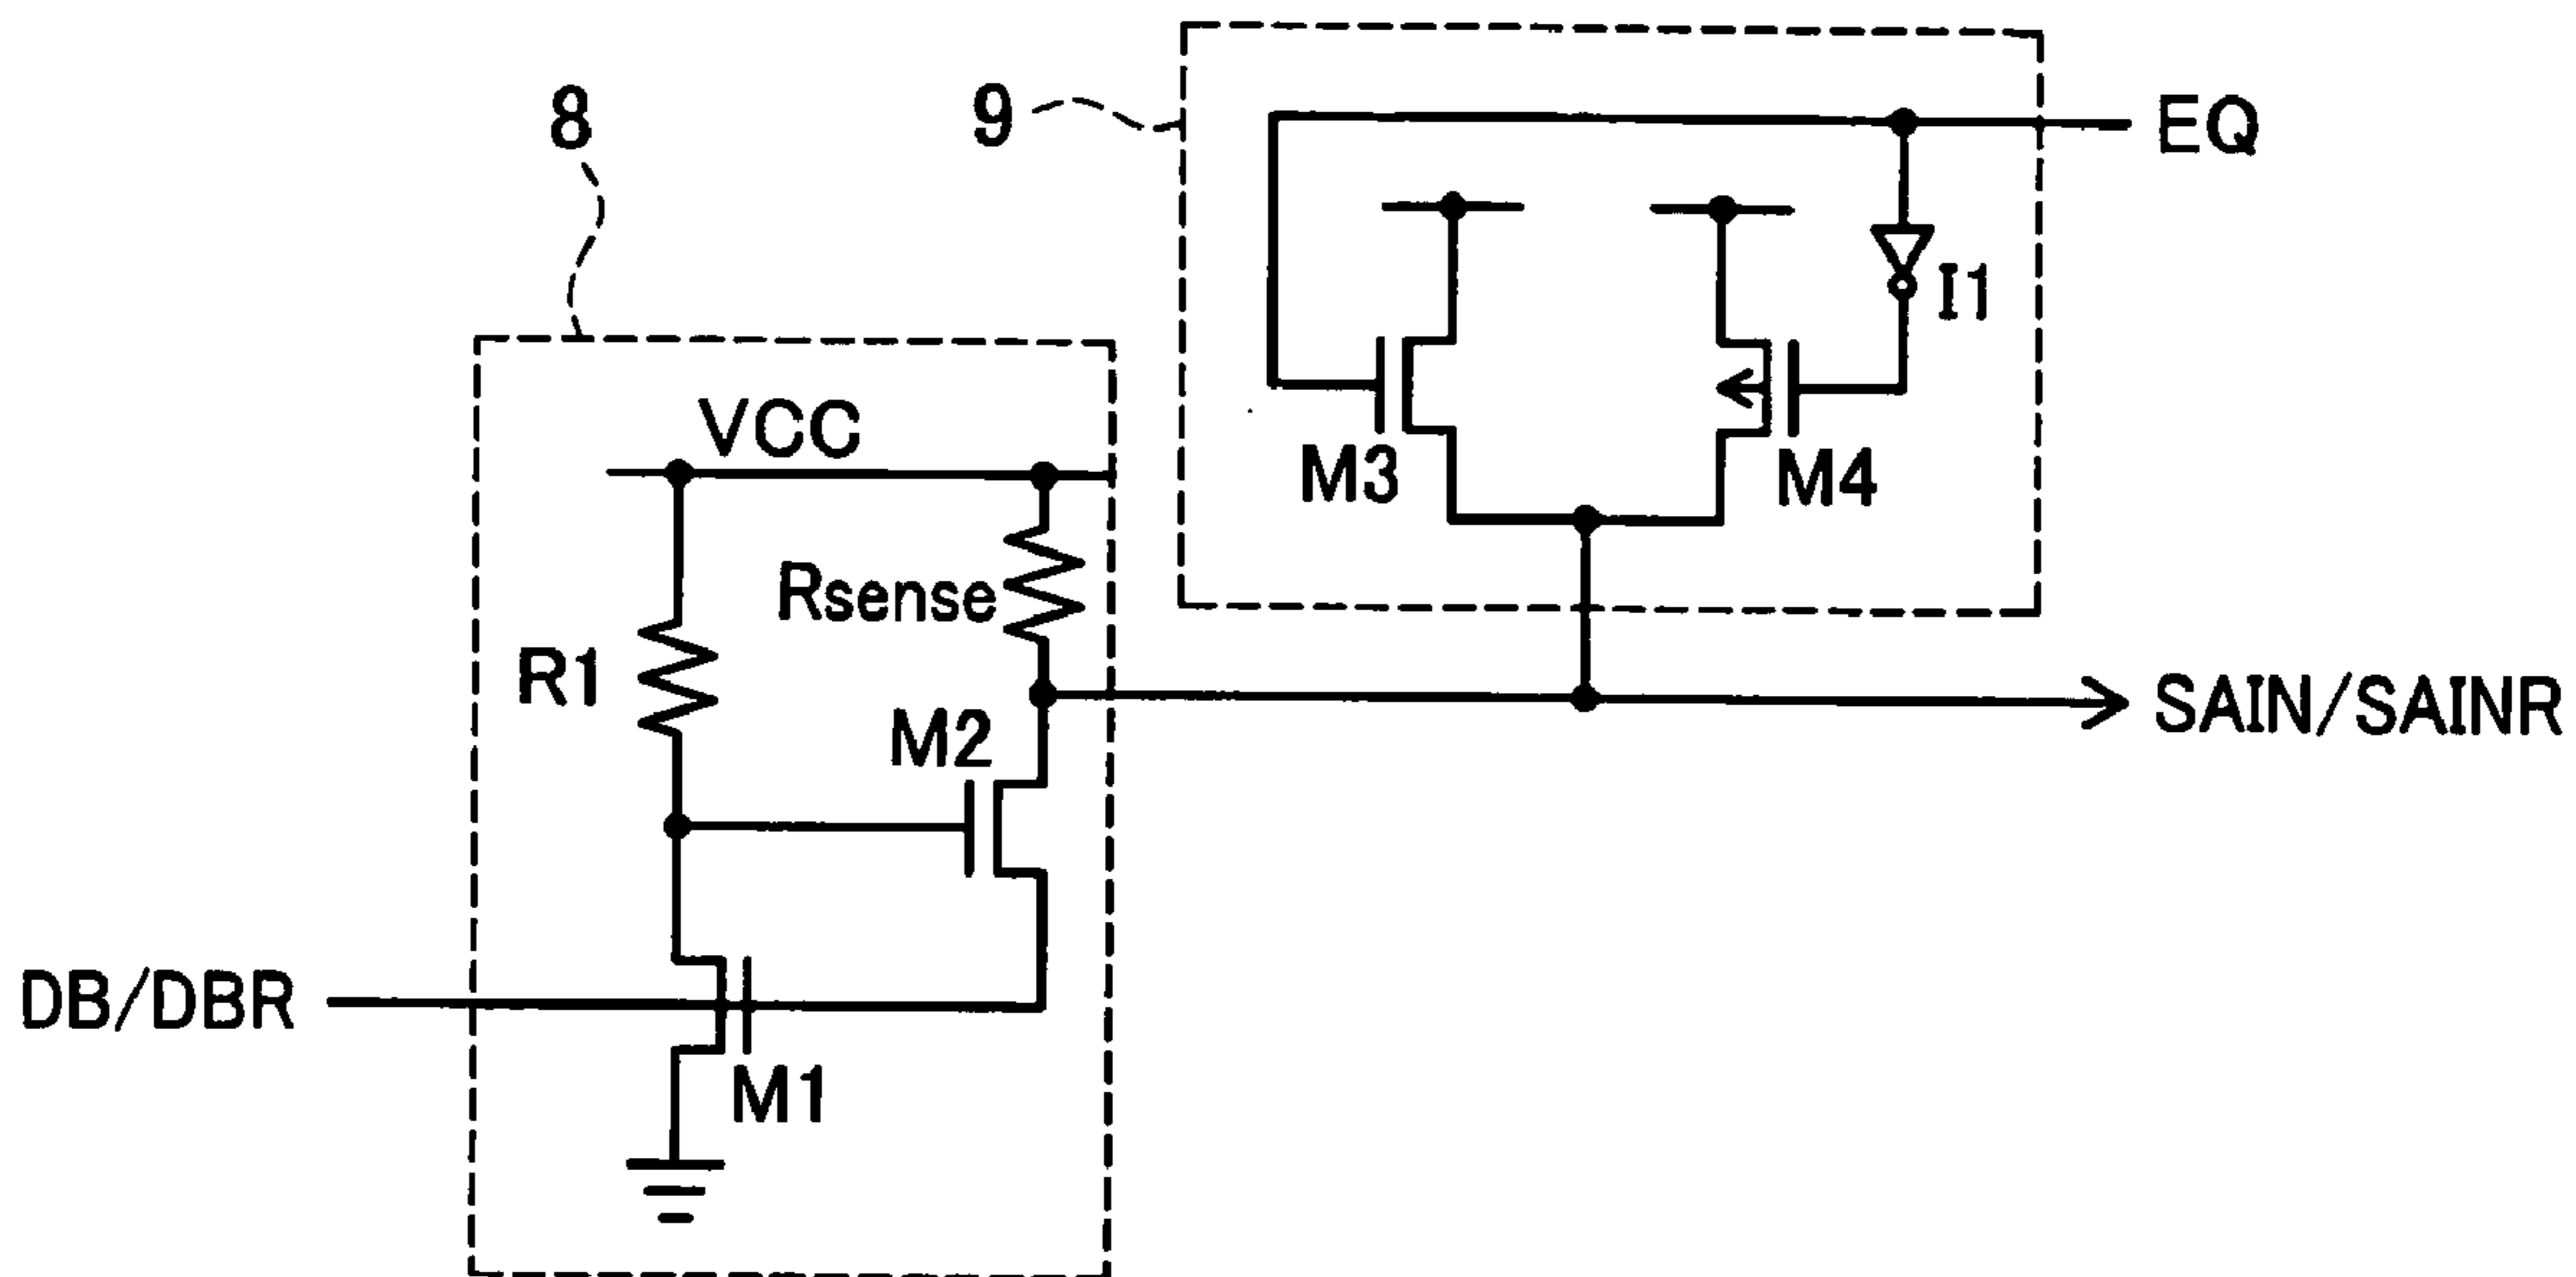 8
9
EQ
I1
M3
M4
VCC
Rsense
R1
M2
SAIN/SAINR
DB/DBR
M1